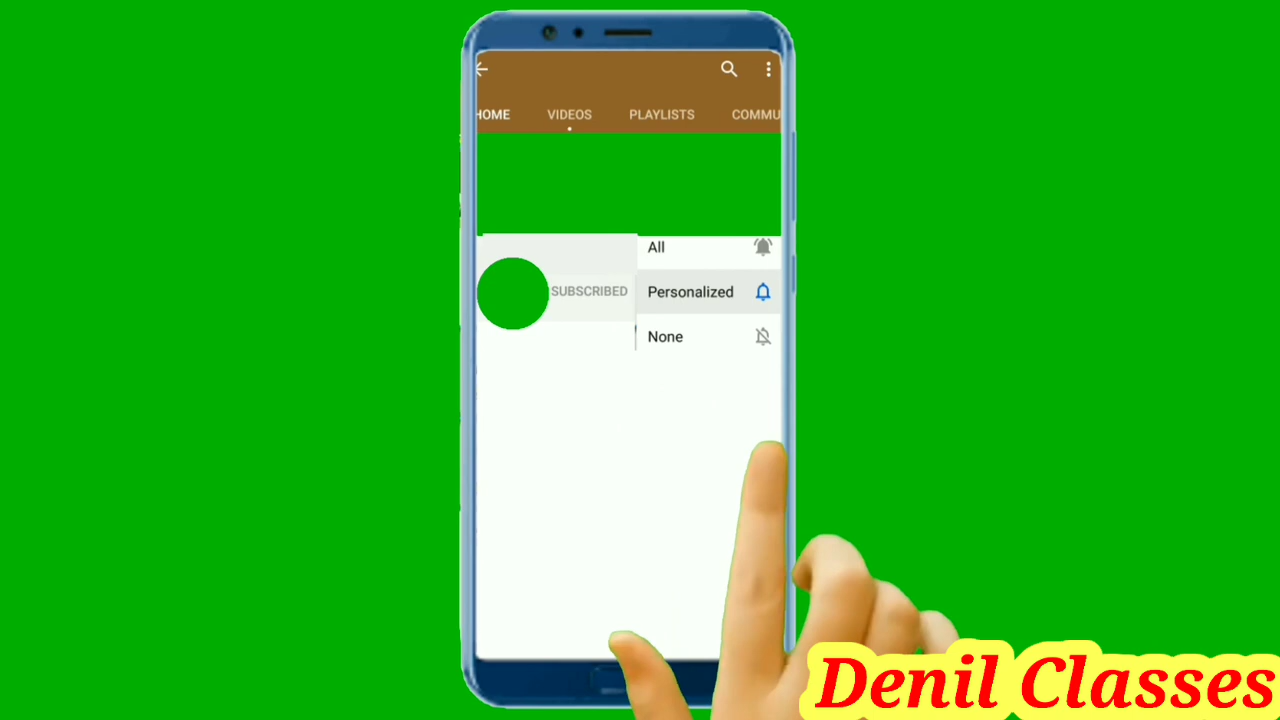 HOME VIDEOS PLAYLISTS COMMU
All
SUBSCRIBED Personalized
None
Denil Classes